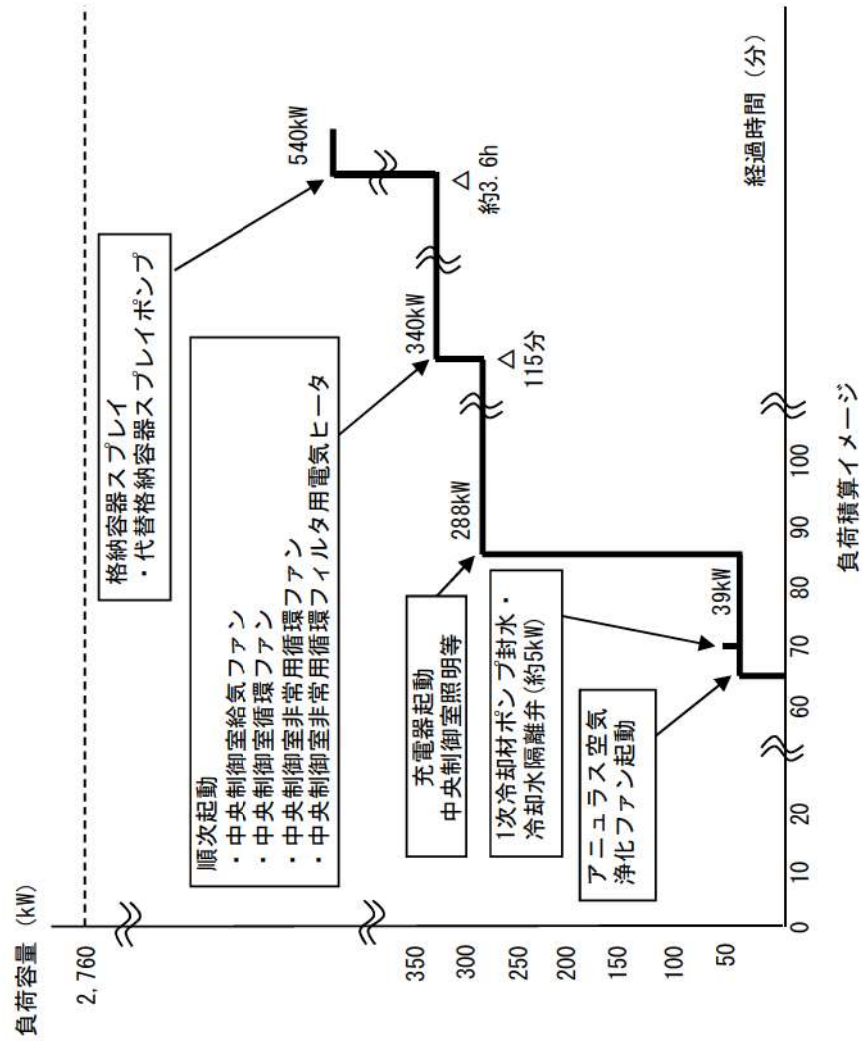 負荷容量 (kW)
2,760
格納容器スプレイ
・代替格納容器スプレイポンプ
540kW
順次起動
・中央制御室給気ファン
・中央制御室循環ファン
・中央制御室非常用循環ファン
・中央制御室非常用循環フィルタ用電気ヒータ
340kW
△
約3.6h
充電器起動
中央制御室照明等
288kW
△
115分
1次冷却材ポンプ封水・
冷却水隔離弁(約5kW)
アニュラス空気
浄化ファン起動
39kW
350
300
250
200
150
100
50
0
10
20
60
70
80
90
100
経過時間 (分)
負荷積算イメージ